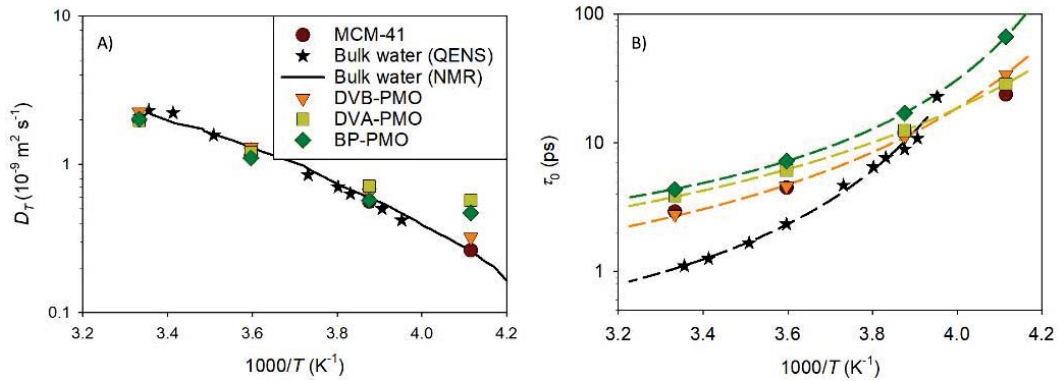 A)
MCM-41
Bulk water (QENS)
Bulk water (NMR)
DVB-PMO
DVA-PMO
BP-PMO
10
1
0.1
D_T (10⁻⁹ m² s⁻¹)
3.2 3.4 3.6 3.8 4.0 4.2
1000/T (K⁻¹)
B)
100
10
1
τ₀ (ps)
3.2 3.4 3.6 3.8 4.0 4.2
1000/T (K⁻¹)